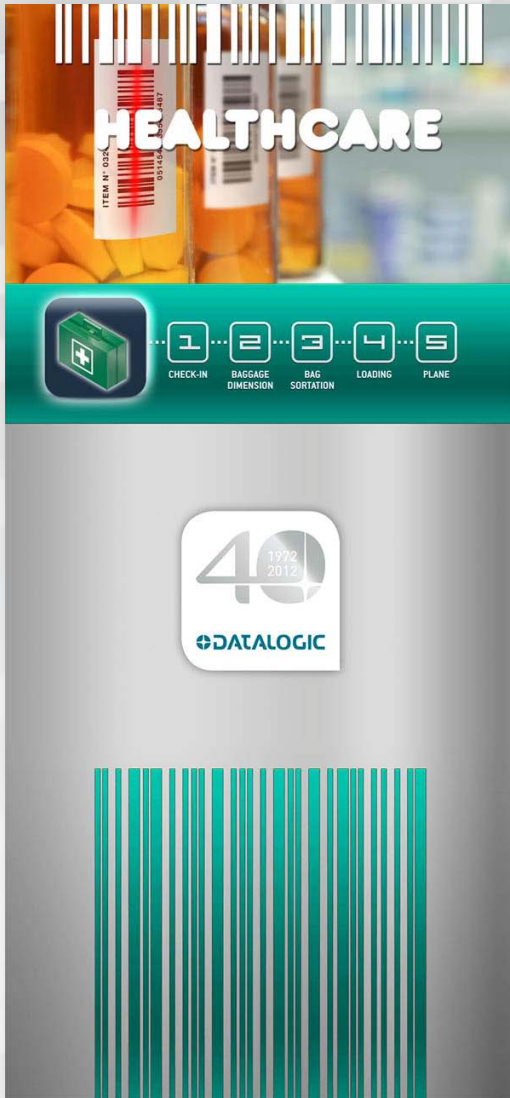 ITEM N° 032
HEALTHCARE
1
2
3
4
5
CHECK-IN
BAGGAGE
DIMENSION
BAG
SORTATION
LOADING
PLANE
40
1972
2012
DATALOGIC